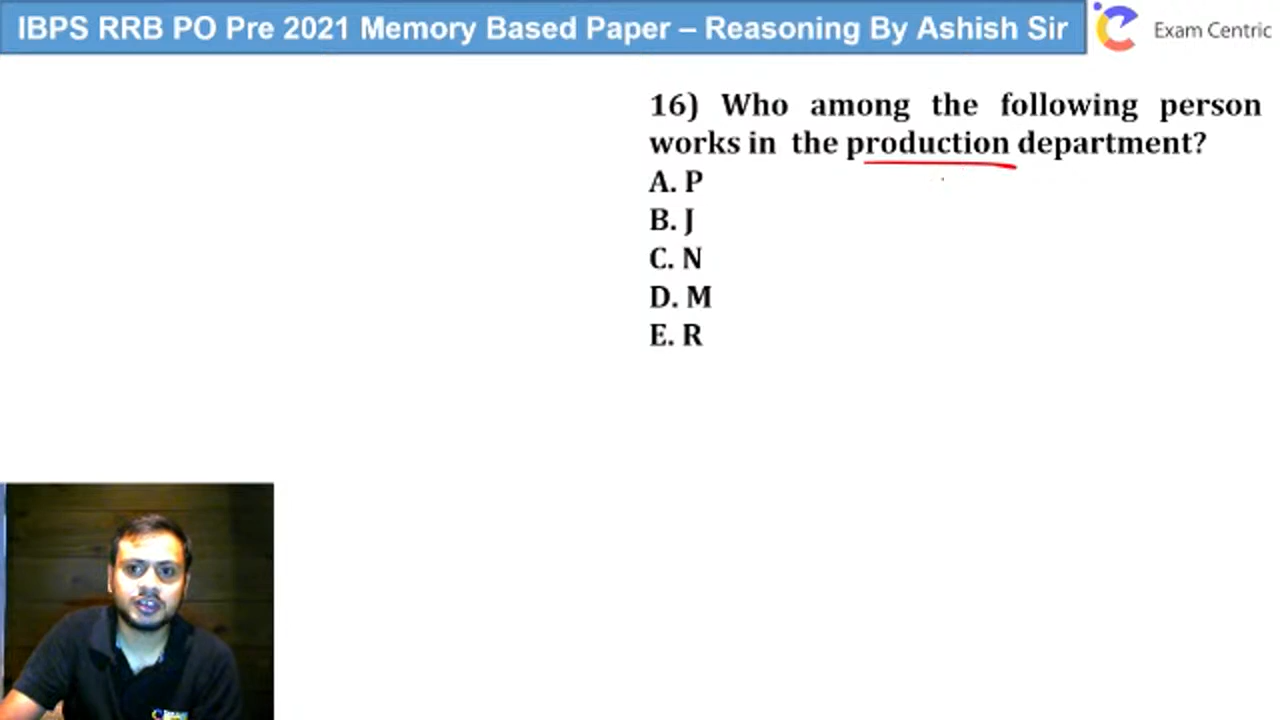 IBPS RRB PO Pre 2021 Memory Based Paper – Reasoning By Ashish Sir
Exam Centric
16) Who among the following person
works in the production department?
A. P
B. J
C. N
D. M
E. R